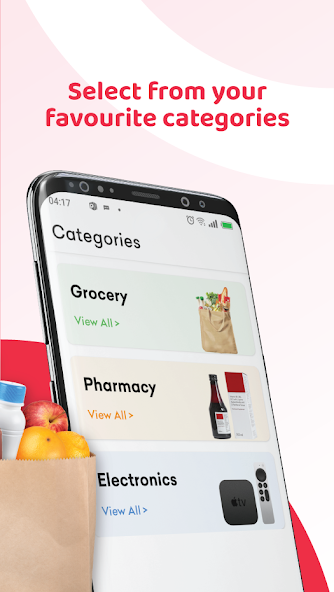 Select from your
favourite categories
04:17
Categories
Grocery
View All >
Pharmacy
View All >
Electronics
View All >
tv